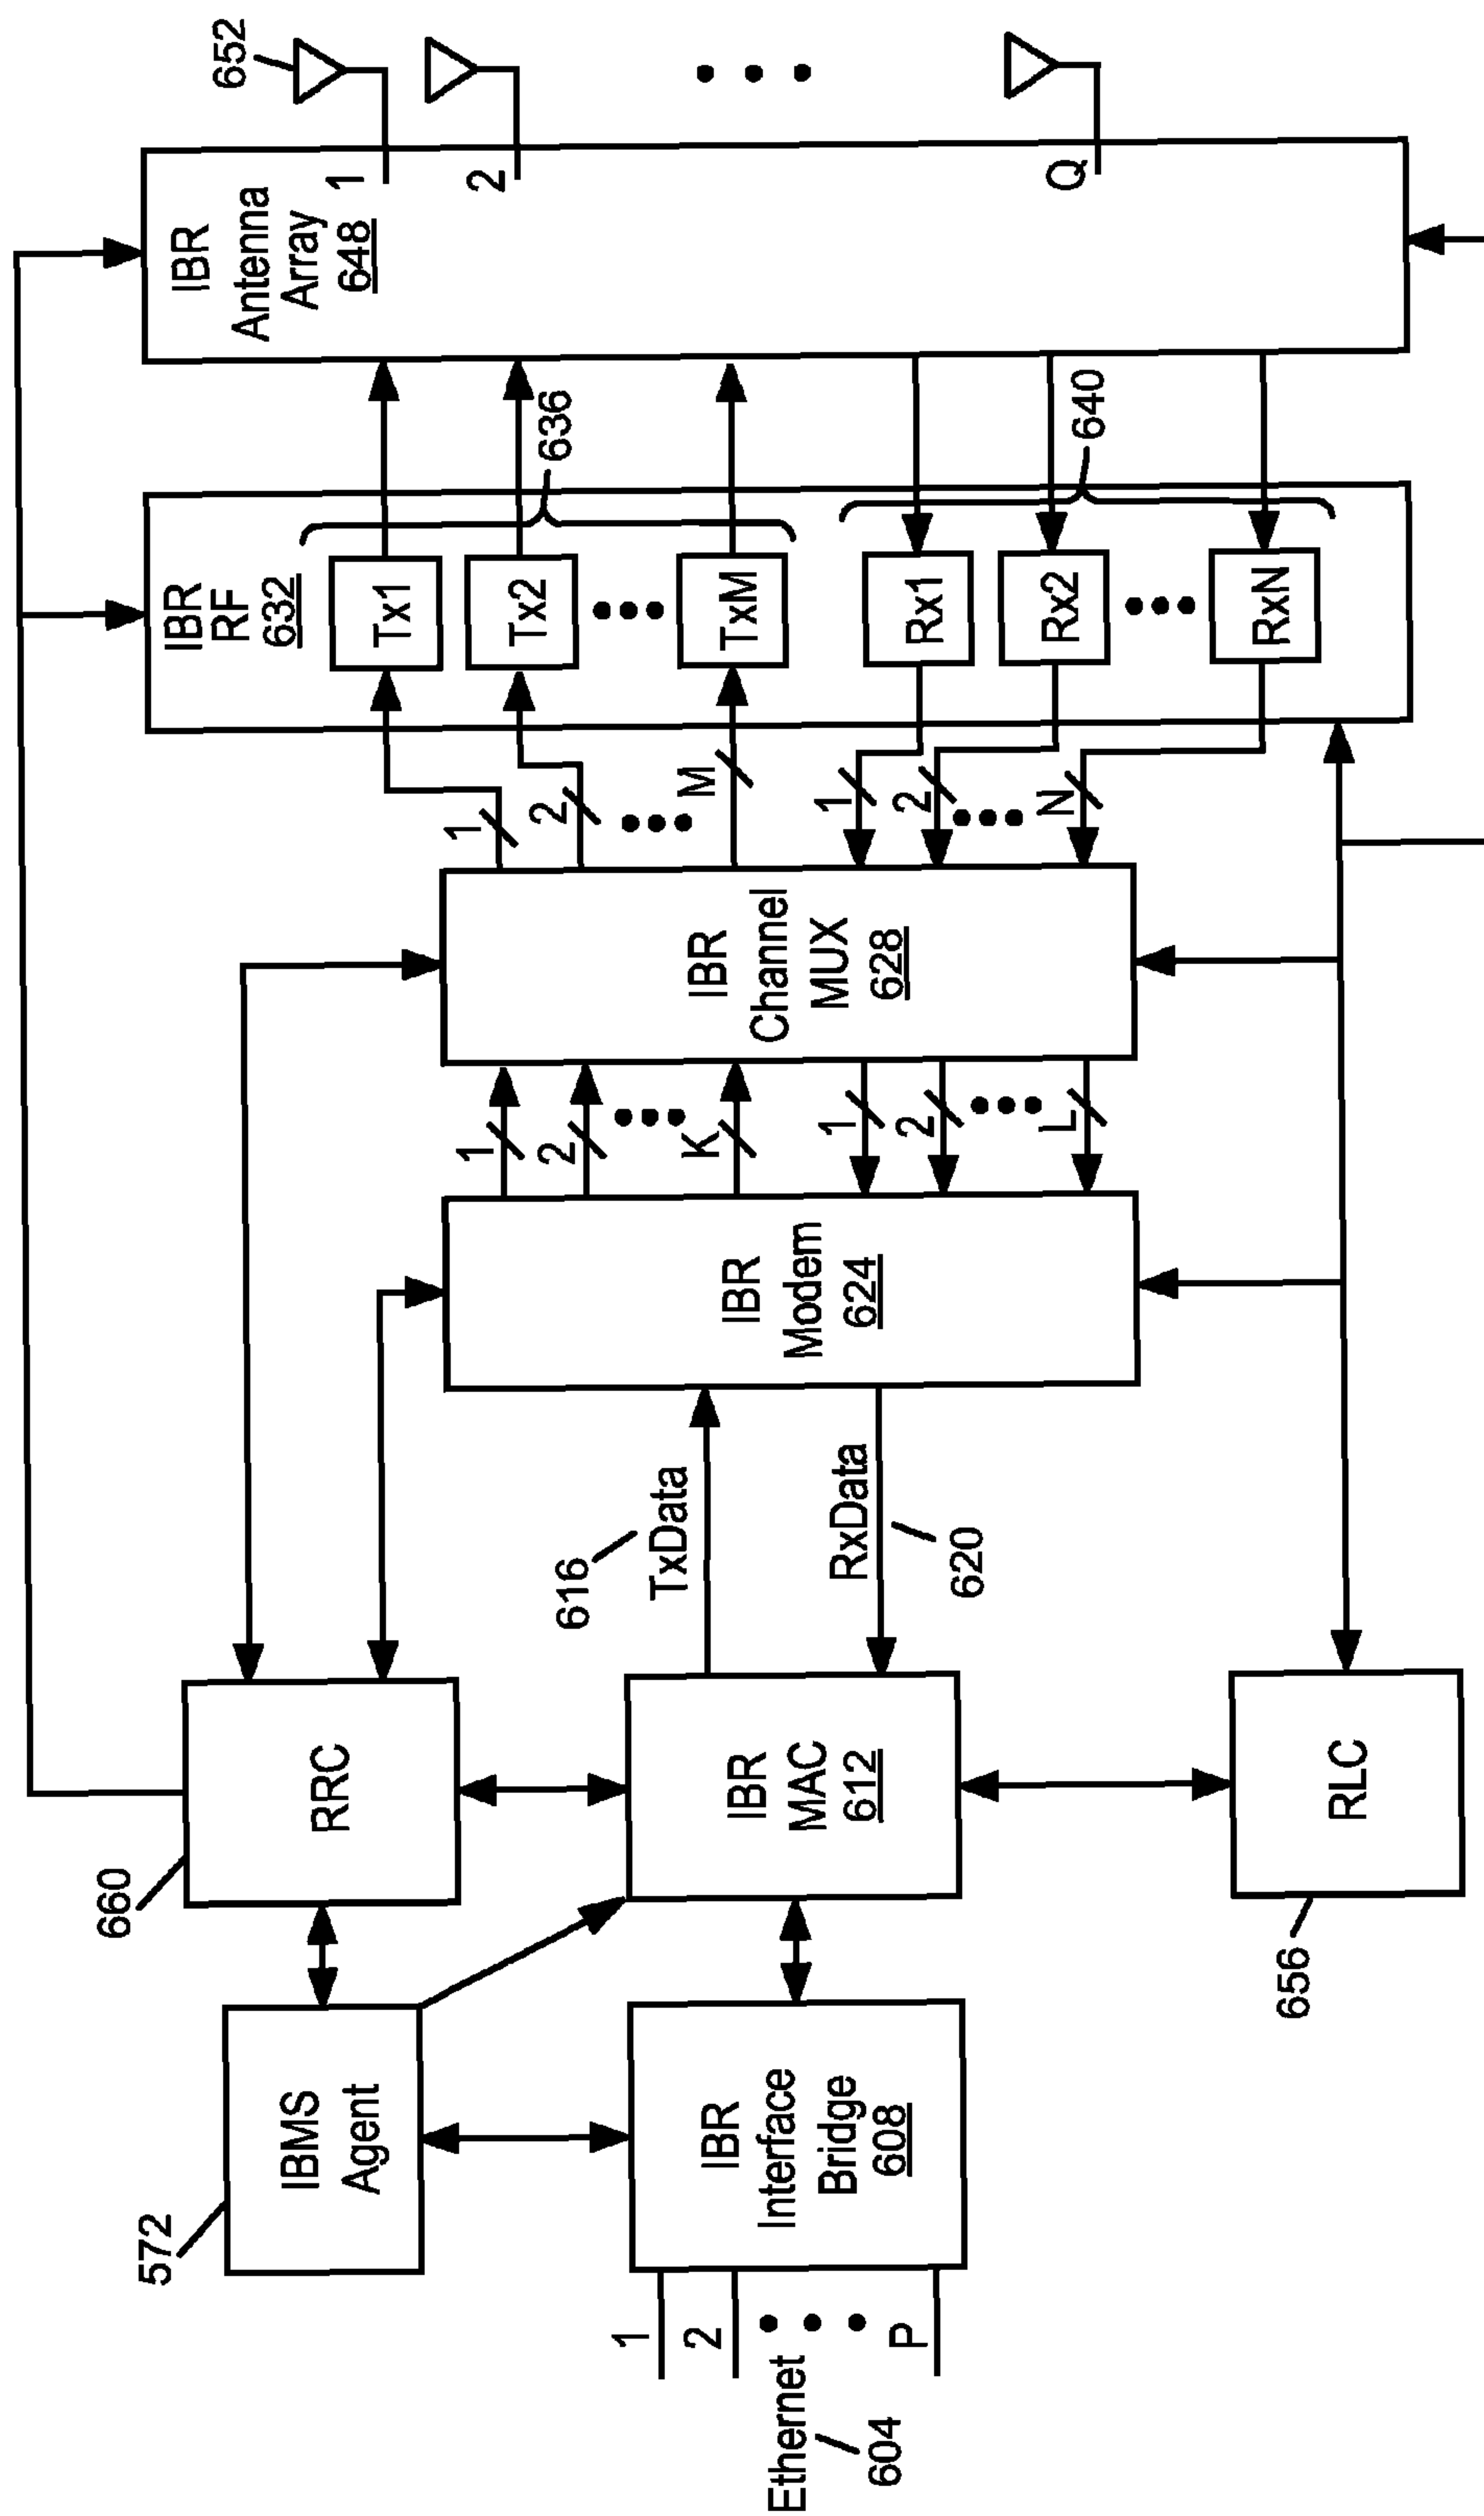 572
IBMS
Agent
660
RRC
Ethernet
604
1
2
P
IBR
Interface
Bridge
608
IBR
MAC
612
616
TxData
RxData
620
656
RLC
IBR
Modem
624
1
2
K
1
2
L
IBR
Channel
MUX
628
1
2
M
1
2
N
IBR
RF
632
Tx1
Tx2
TxM
Rx1
Rx2
RxN
636
640
IBR
Antenna
Array
648
1
2
Q
652